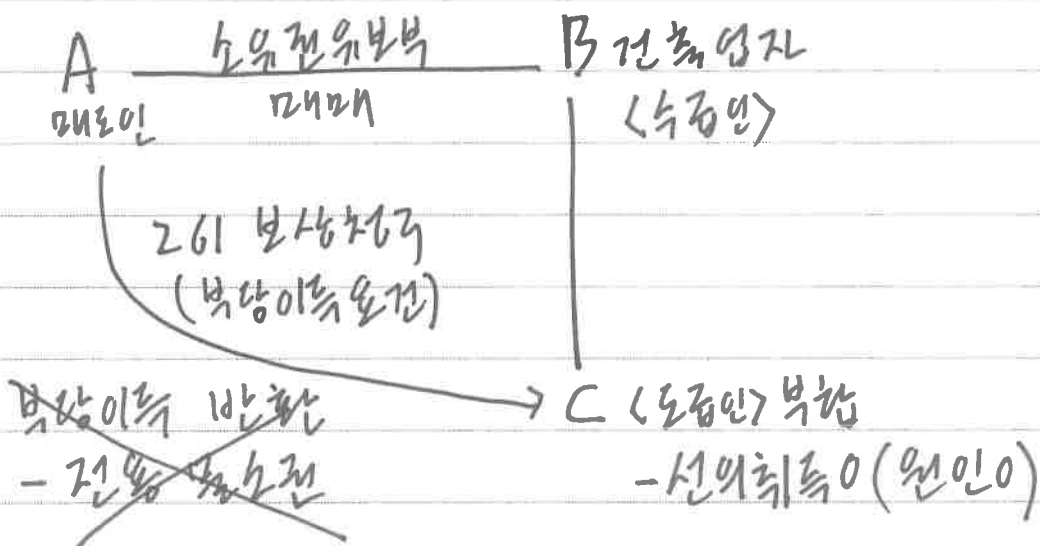 A 소유권유보부 B 건축업자
매도인 매매 <수급인>
261 보상청구
(부당이득요건)
부당이득 반환 C <도급인> 부합
- 전용물소권 - 선의취득 O (원인 O)